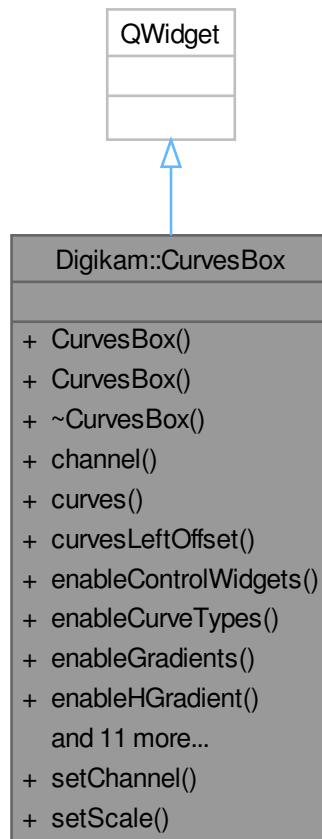 QWidget
Digikam::CurvesBox
+ CurvesBox()
+ CurvesBox()
+ ~CurvesBox()
+ channel()
+ curves()
+ curvesLeftOffset()
+ enableControlWidgets()
+ enableCurveTypes()
+ enableGradients()
+ enableHGradient()
and 11 more...
+ setChannel()
+ setScale()